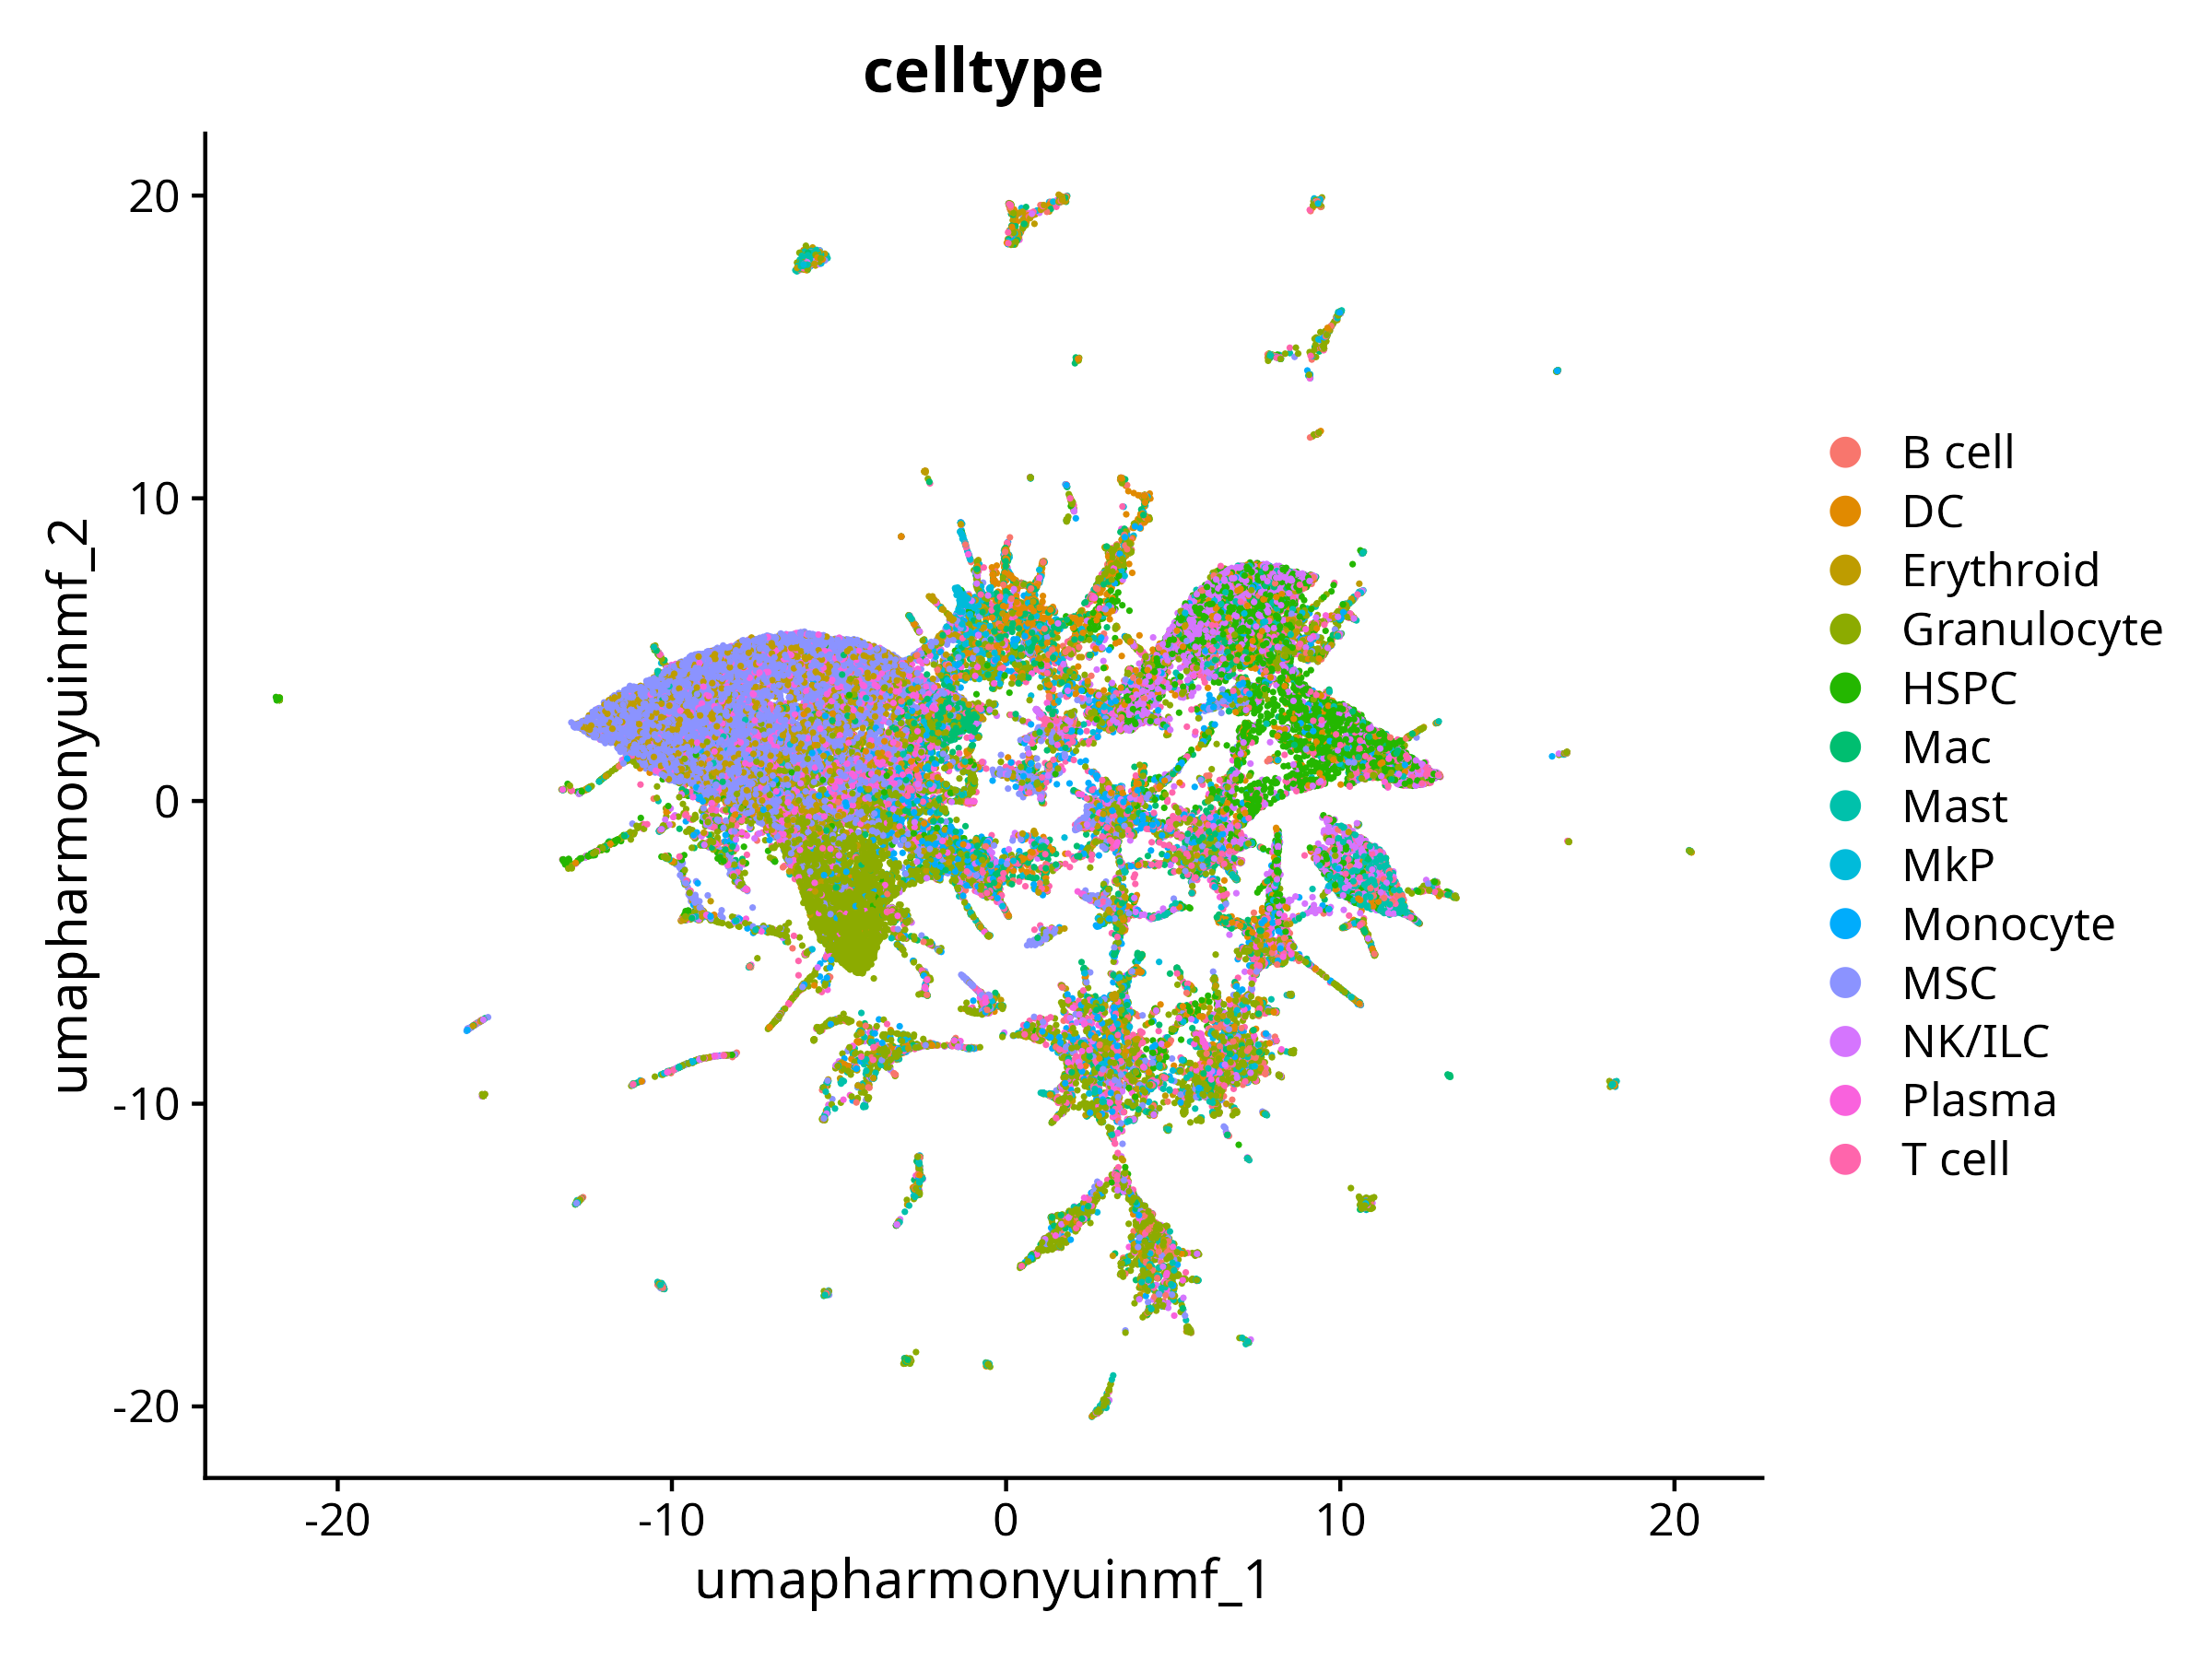 celltype
umapharmonyuinmf_2
20
10
0
-10
-20
-20
-10
0
10
20
umapharmonyuinmf_1
B cell
DC
Erythroid
Granulocyte
HSPC
Mac
Mast
MkP
Monocyte
MSC
NK/ILC
Plasma
T cell